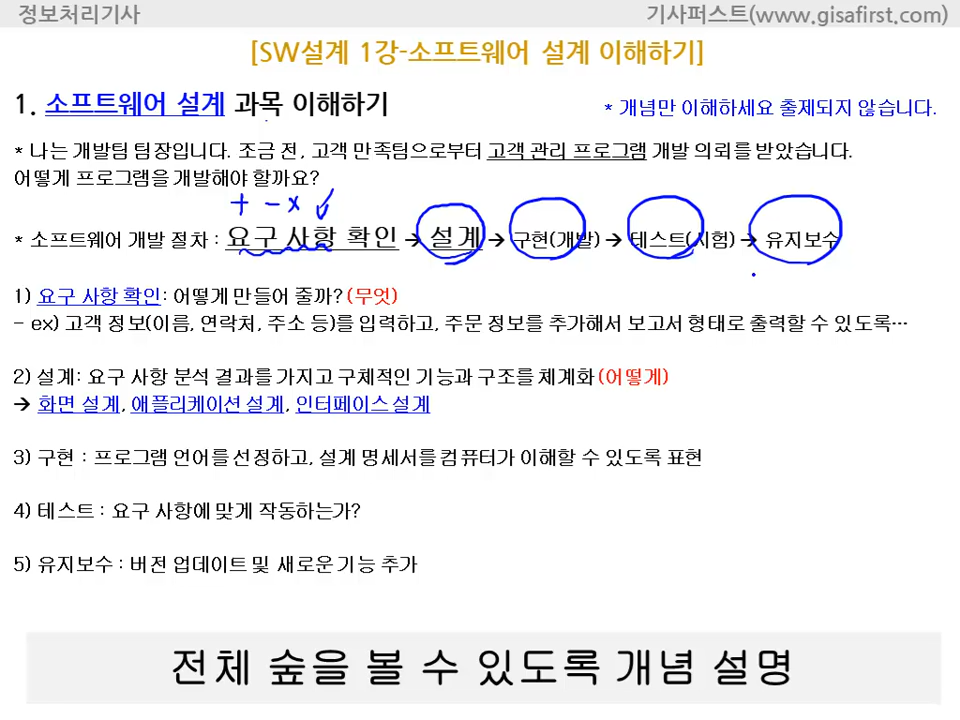 정보처리기사
기사퍼스트(www.gisafirst.com)
[SW설계 1강-소프트웨어 설계 이해하기]
1. 소프트웨어 설계 과목 이해하기
* 개념만 이해하세요 출제되지 않습니다.
* 나는 개발팀 팀장입니다. 조금 전, 고객 만족팀으로부터 고객 관리 프로그램 개발 의뢰를 받았습니다.
어떻게 프로그램을 개발해야 할까요?
+ - × ✓
* 소프트웨어 개발 절차 : 요구 사항 확인 → 설계 → 구현(개발) → 테스트(시험) → 유지보수
1) 요구 사항 확인: 어떻게 만들어 줄까? (무엇)
- ex) 고객 정보(이름, 연락처, 주소 등)를 입력하고, 주문 정보를 추가해서 보고서 형태로 출력할 수 있도록…
2) 설계: 요구 사항 분석 결과를 가지고 구체적인 기능과 구조를 체계화 (어떻게)
→ 화면 설계, 애플리케이션 설계, 인터페이스 설계
3) 구현 : 프로그램 언어를 선정하고, 설계 명세서를 컴퓨터가 이해할 수 있도록 표현
4) 테스트 : 요구 사항에 맞게 작동하는가?
5) 유지보수 : 버전 업데이트 및 새로운 기능 추가
전체 숲을 볼 수 있도록 개념 설명